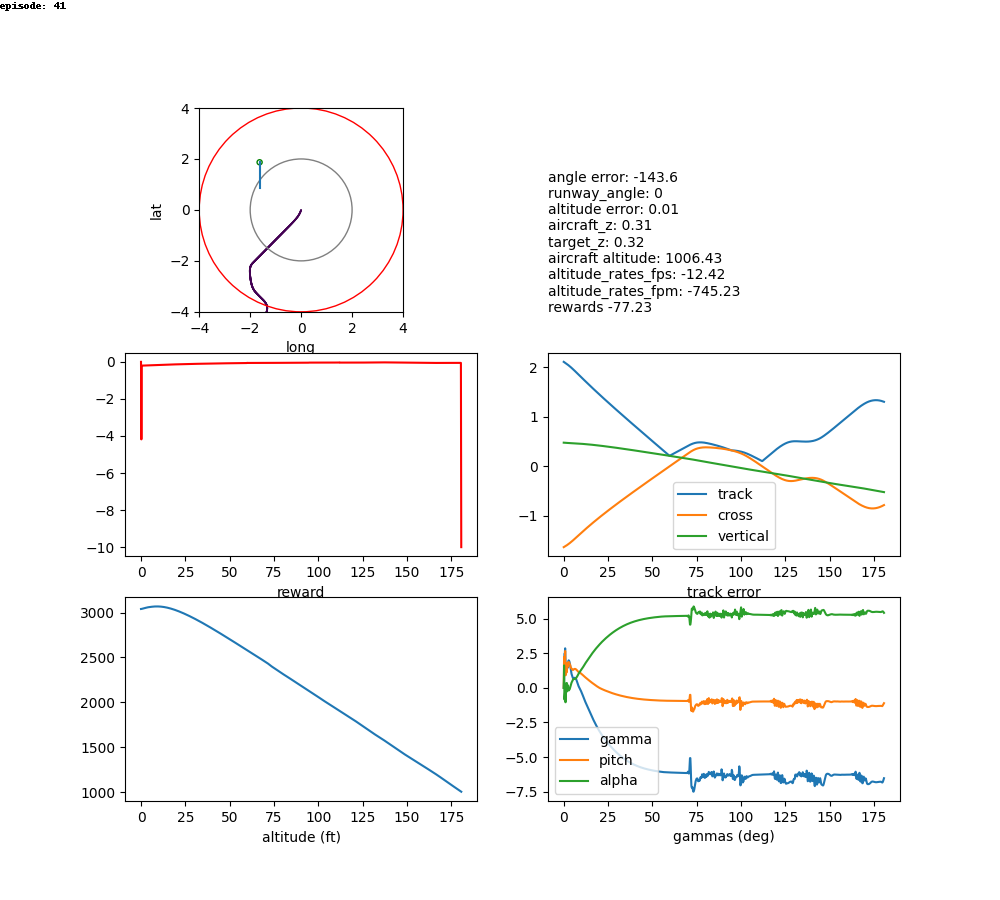 episode: 41
4
2
0
−2
−4
lat
−4 −2 0 2 4
long
angle error: -143.6
runway_angle: 0
altitude error: 0.01
aircraft_z: 0.31
target_z: 0.32
aircraft altitude: 1006.43
altitude_rates_fps: -12.42
altitude_rates_fpm: -745.23
rewards -77.23
0
−2
−4
−6
−8
−10
0 25 50 75 100 125 150 175
reward
2
1
0
−1
track
cross
vertical
0 25 50 75 100 125 150 175
track error
3000
2500
2000
1500
1000
0 25 50 75 100 125 150 175
altitude (ft)
5.0
2.5
0.0
−2.5
−5.0
−7.5
gamma
pitch
alpha
0 25 50 75 100 125 150 175
gammas (deg)